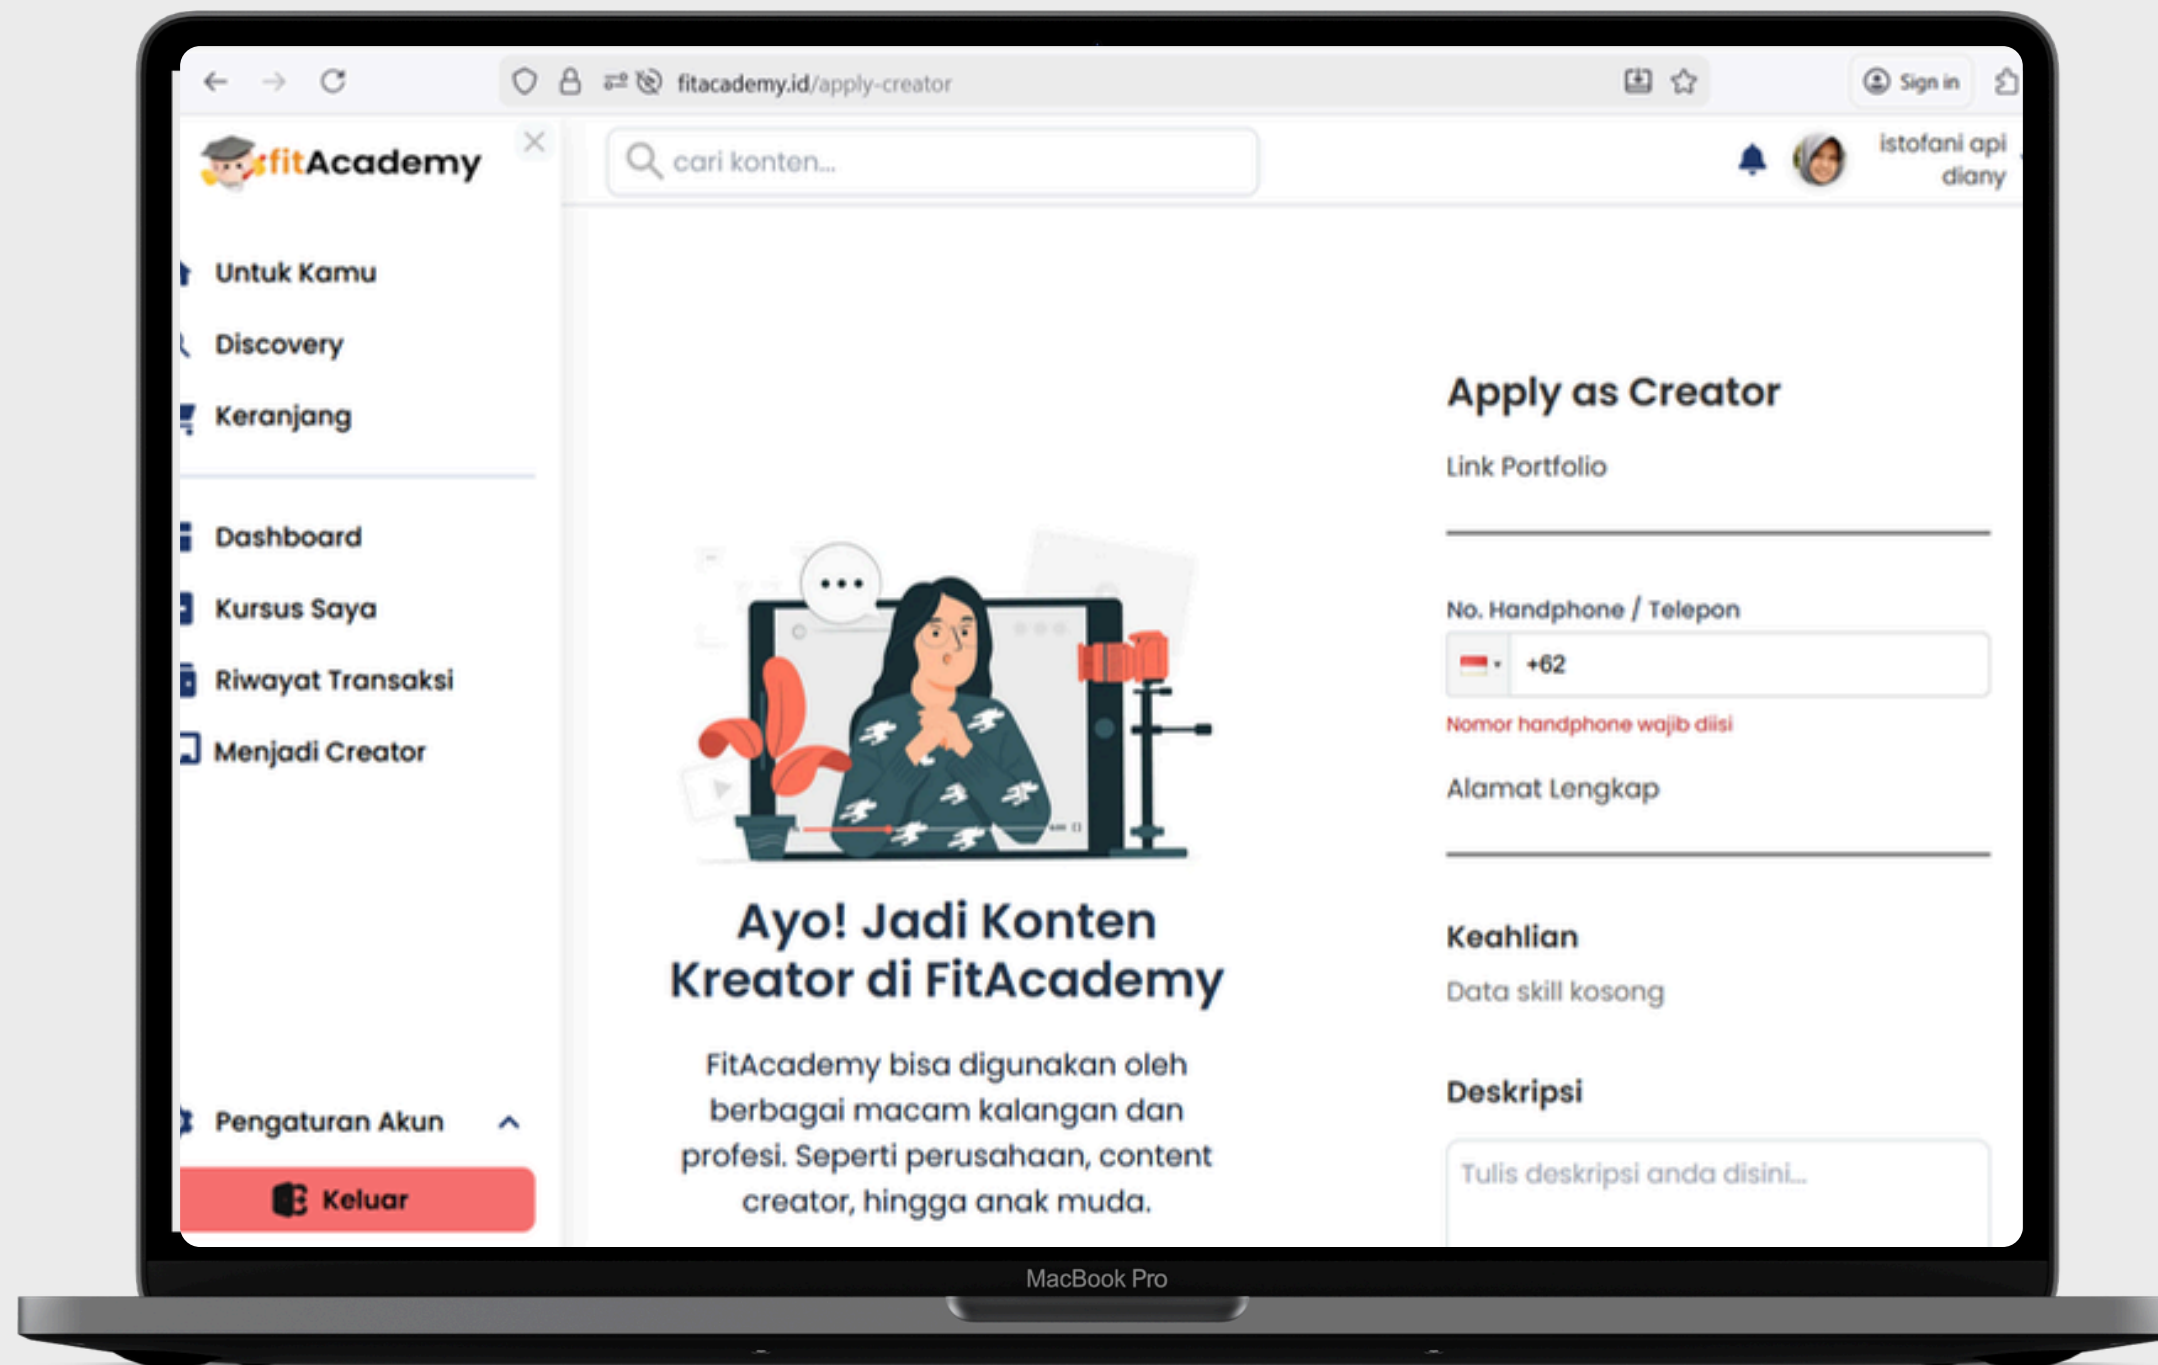 fitacademy.id/apply-creator
Sign in
fitAcademy
cari konten...
istofani api
diany
Untuk Kamu
Discovery
Keranjang
Dashboard
Kursus Saya
Riwayat Transaksi
Menjadi Creator
Pengaturan Akun
Keluar
Ayo! Jadi Konten
Kreator di FitAcademy
FitAcademy bisa digunakan oleh
berbagai macam kalangan dan
profesi. Seperti perusahaan, content
creator, hingga anak muda.
Apply as Creator
Link Portfolio
No. Handphone / Telepon
+62
Nomor handphone wajib diisi
Alamat Lengkap
Keahlian
Data skill kosong
Deskripsi
Tulis deskripsi anda disini...
MacBook Pro